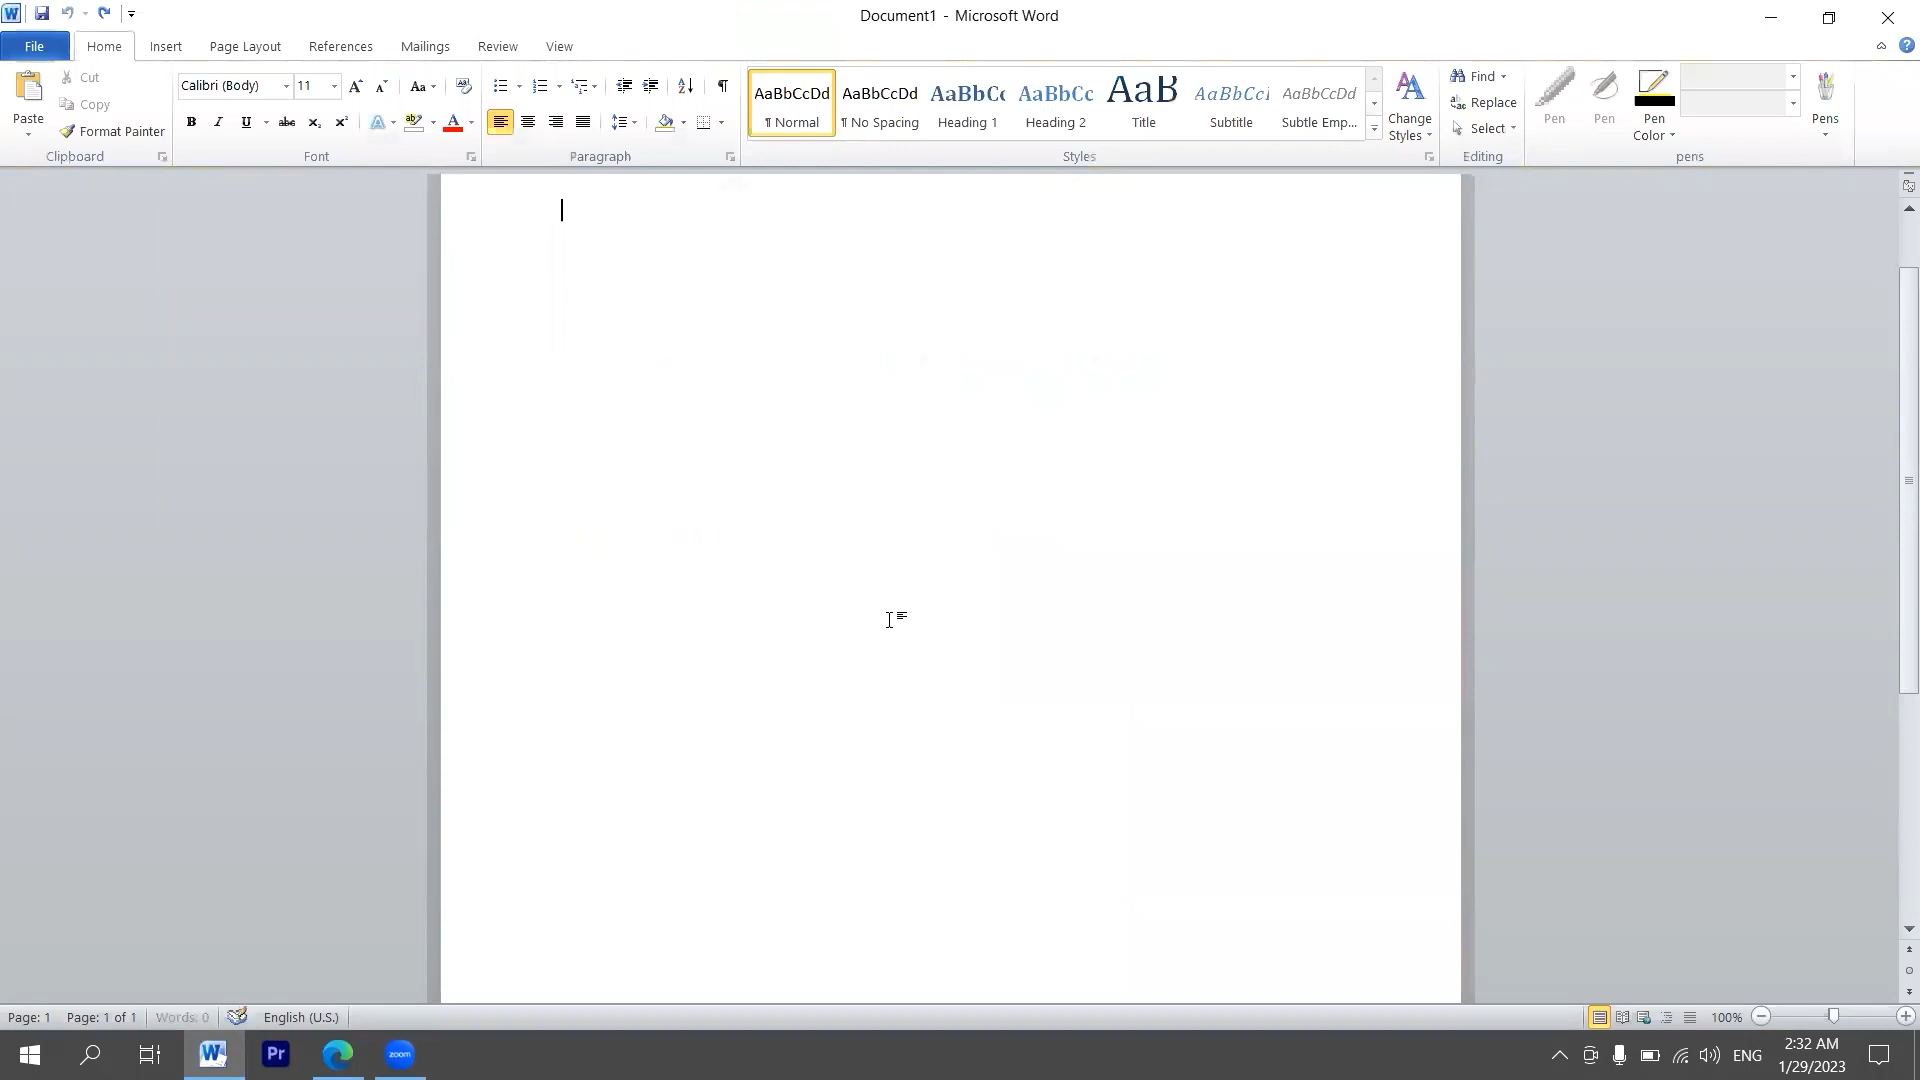 Document1 - Microsoft Word
File Home Insert Page Layout References Mailings Review View
Paste
Cut
Copy
Format Painter
Clipboard
Calibri (Body) 11
Font
Paragraph
AaBbCcDd AaBbCcDd AaBbCc AaBbCc AaB AaBbCcl AaBbCcDd
¶ Normal ¶ No Spacing Heading 1 Heading 2 Title Subtitle Subtle Emp...
Change Styles
Styles
Find
Replace
Select
Editing
Pen Pen Pen Color Pens
pens
Page: 1 Page: 1 of 1 Words: 0 English (U.S.) 100%
W Pr zoom ENG
2:32 AM
1/29/2023